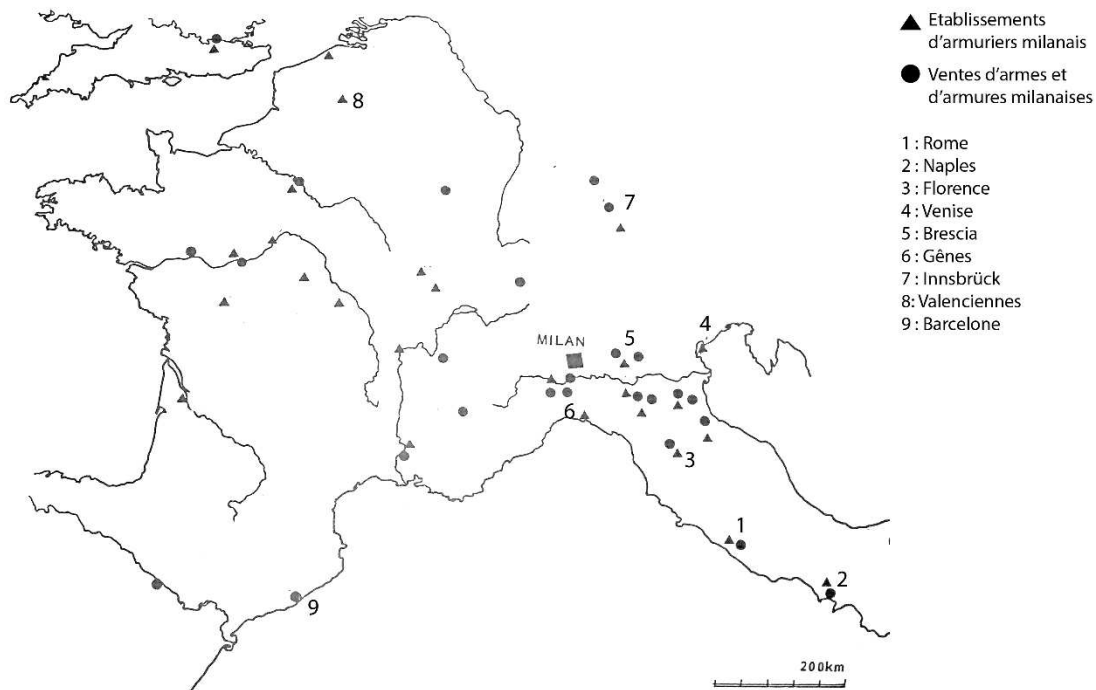 Etablissements
d'armuriers milanais
Ventes d'armes et
d'armures milanaises
1 : Rome
2 : Naples
3 : Florence
4 : Venise
5 : Brescia
6 : Gênes
7 : Innsbrück
8: Valenciennes
9 : Barcelone
8
7
MILAN
5
4
6
3
1
2
9
200km